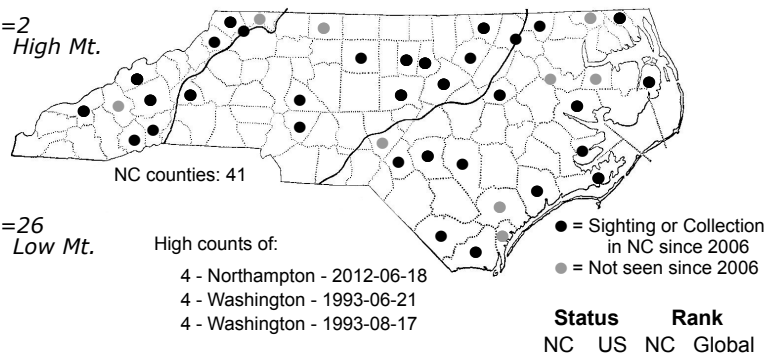 =2
High Mt.
NC counties: 41
=26
Low Mt.
High counts of:
4 - Northampton - 2012-06-18
4 - Washington - 1993-06-21
4 - Washington - 1993-08-17
= Sighting or Collection
in NC since 2006
= Not seen since 2006
Status Rank
NC US NC Global